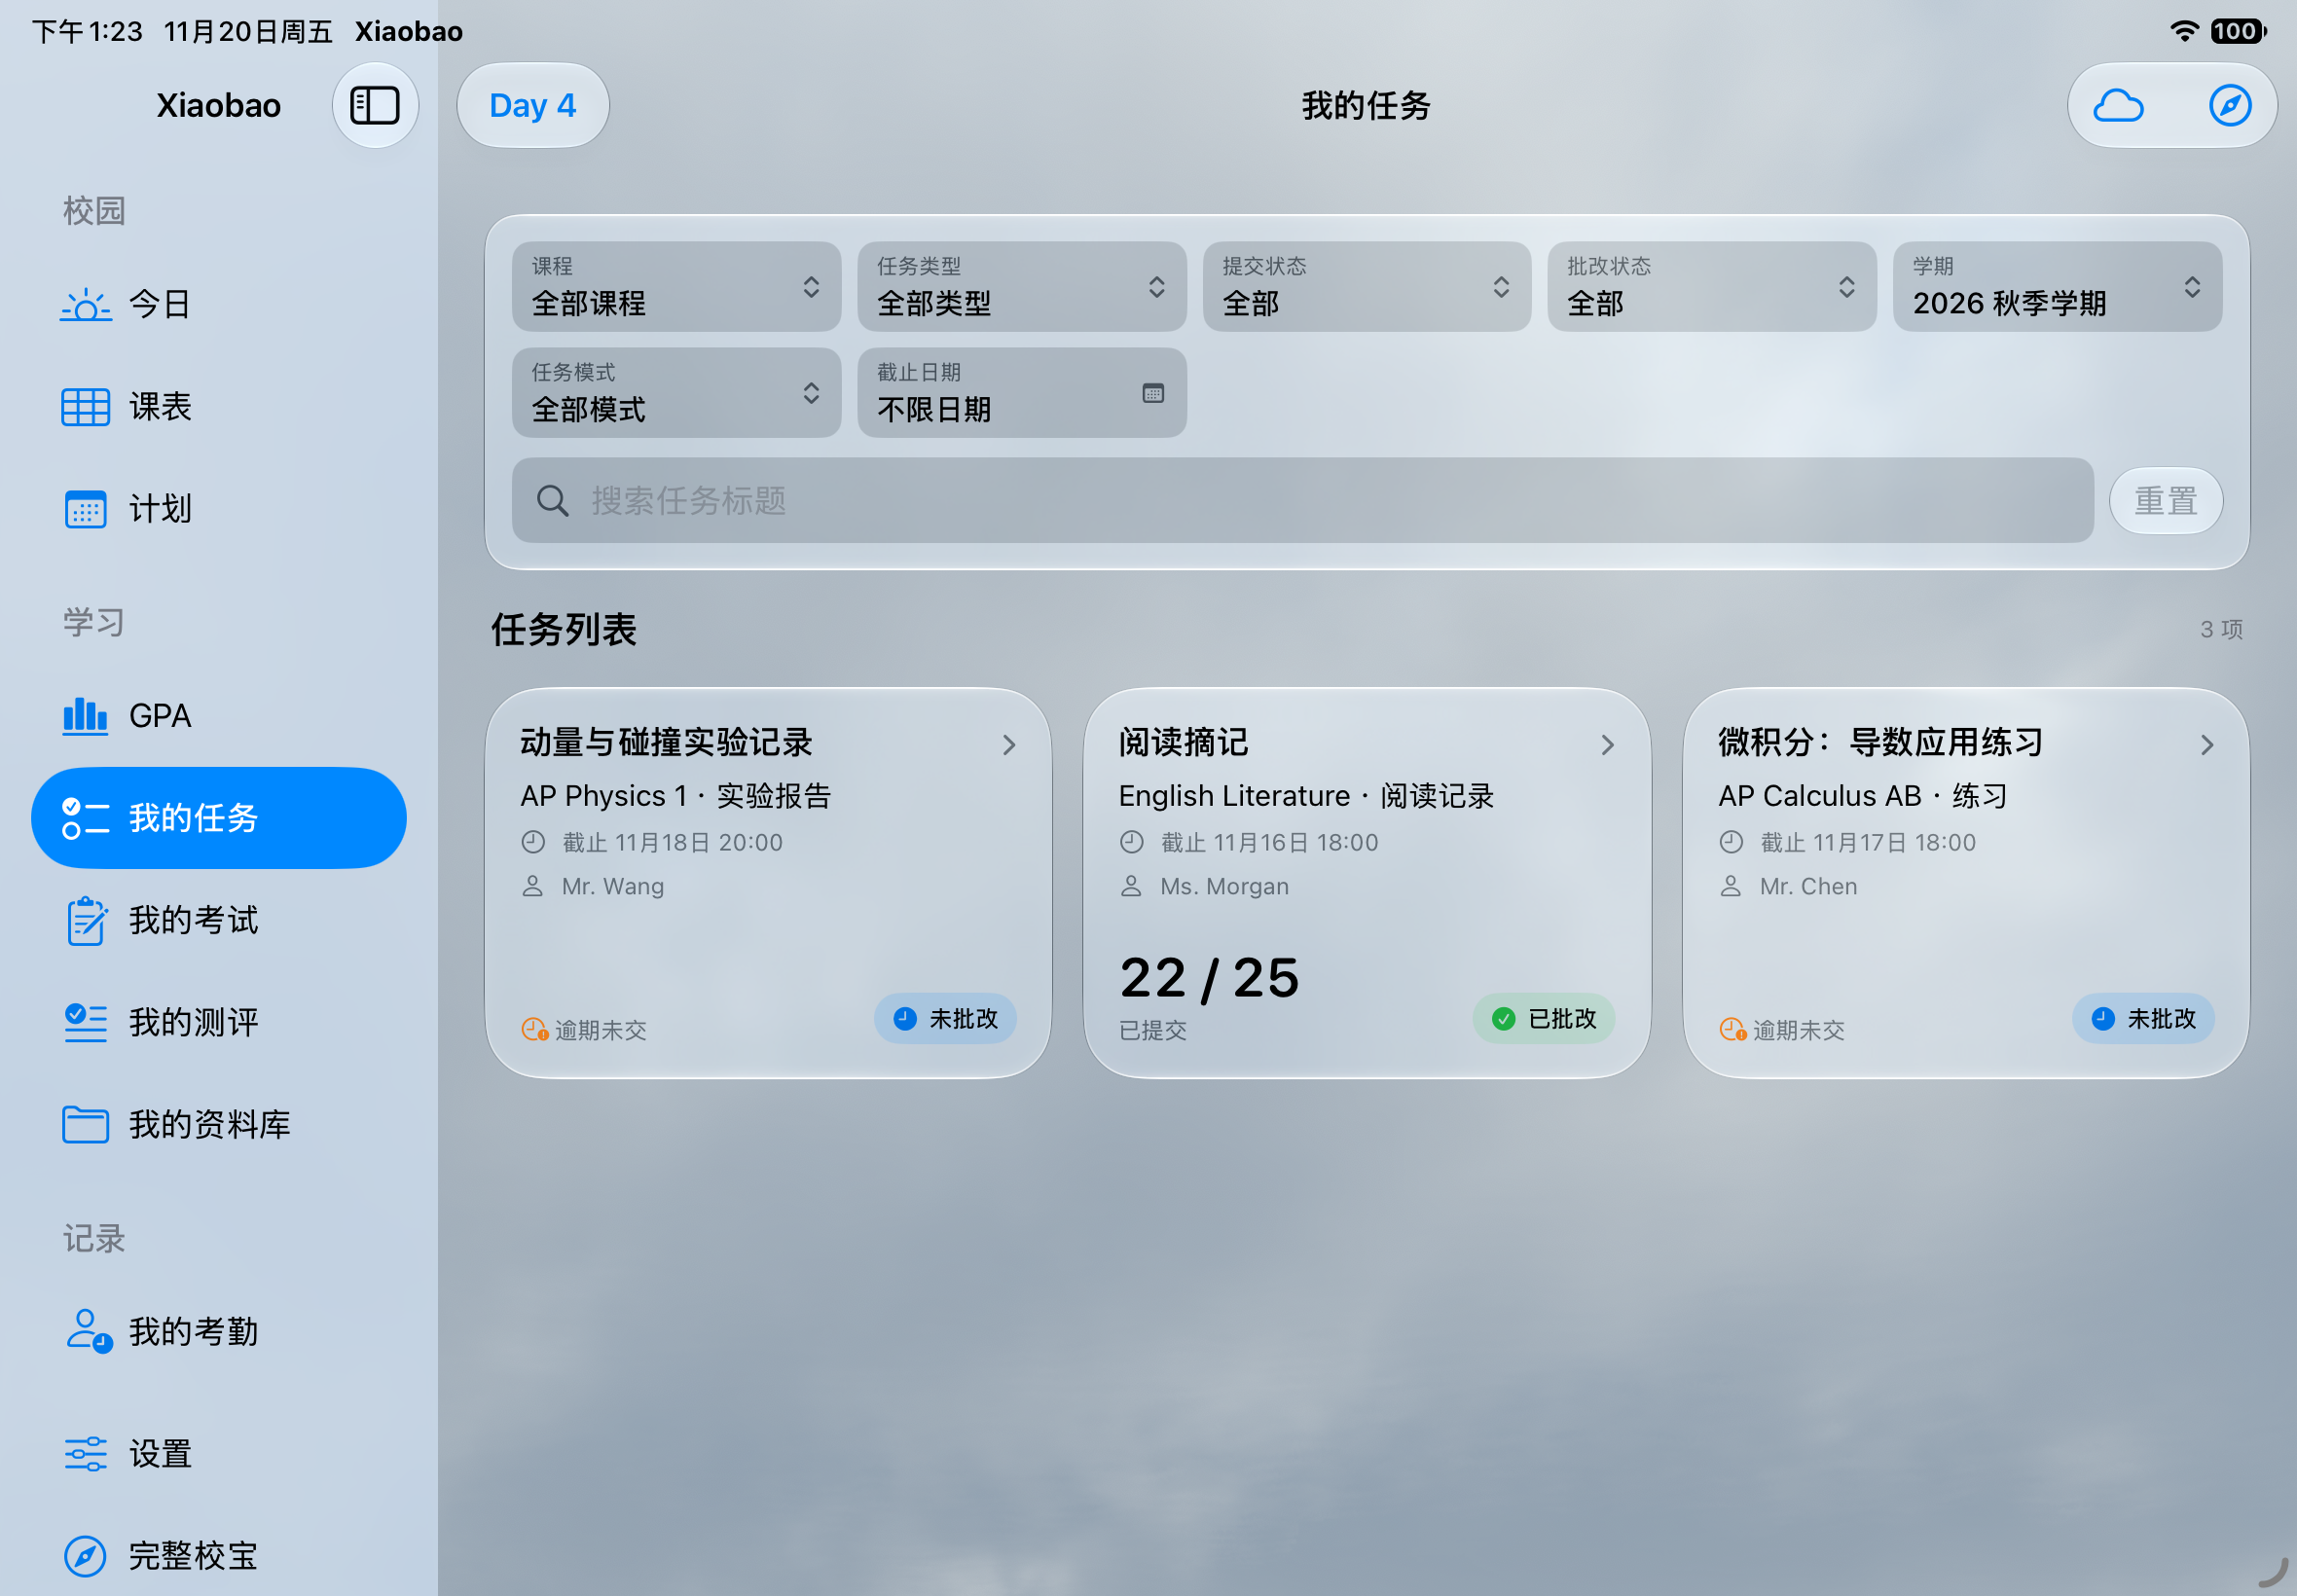 下午1:23 11月20日周五 Xiaobao
100
Xiaobao
校园
今日
课表
计划
学习
GPA
我的任务
我的考试
我的测评
我的资料库
记录
我的考勤
设置
完整校宝
Day 4
我的任务
课程
全部课程
任务类型
全部类型
提交状态
全部
批改状态
全部
学期
2026 秋季学期
任务模式
全部模式
截止日期
不限日期
搜索任务标题
重置
任务列表
3 项
动量与碰撞实验记录
AP Physics 1 · 实验报告
截止 11月18日 20:00
Mr. Wang
逾期未交
未批改
阅读摘记
English Literature · 阅读记录
截止 11月16日 18:00
Ms. Morgan
22 / 25
已提交
已批改
微积分：导数应用练习
AP Calculus AB · 练习
截止 11月17日 18:00
Mr. Chen
逾期未交
未批改